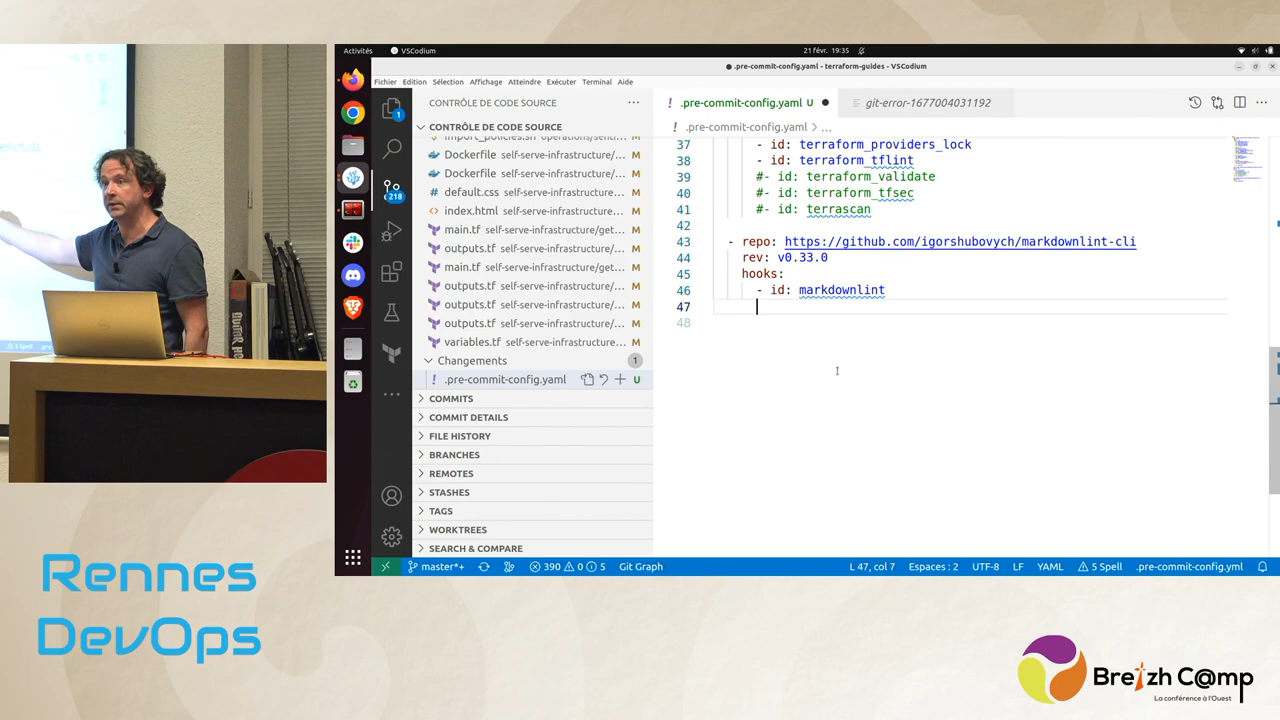 Activités
VSCodium
21 févr. 19:35
.pre-commit-config.yaml - terraform-guides - VSCodium
Fichier Edition Sélection Affichage Atteindre Exécuter Terminal Aide
CONTRÔLE DE CODE SOURCE
.pre-commit-config.yaml U
git-error-1677004031192
CONTRÔLE DE CODE SOURCE
.pre-commit-config.yaml > ...
import_policies.sh operations/senti... M
Dockerfile self-serve-infrastructure/... M
Dockerfile self-serve-infrastructure/... M
default.css self-serve-infrastructure... M
index.html self-serve-infrastructure... M
main.tf self-serve-infrastructure/get... M
outputs.tf self-serve-infrastructure/... M
main.tf self-serve-infrastructure/get... M
outputs.tf self-serve-infrastructure/... M
outputs.tf self-serve-infrastructure/... M
outputs.tf self-serve-infrastructure/... M
variables.tf self-serve-infrastructure... M
Changements 1
.pre-commit-config.yaml U
COMMITS
COMMIT DETAILS
FILE HISTORY
BRANCHES
REMOTES
STASHES
TAGS
WORKTREES
SEARCH & COMPARE
1
218
37 - id: terraform_providers_lock
38 - id: terraform_tflint
39 #- id: terraform_validate
40 #- id: terraform_tfsec
41 #- id: terrascan
42
43 - repo: https://github.com/igorshubovych/markdownlint-cli
44 rev: v0.33.0
45 hooks:
46 - id: markdownlint
47
48
master*+
390 0 5
Git Graph
L 47, col 7
Espaces : 2
UTF-8
LF
YAML
5 Spell
.pre-commit-config.yml
Rennes
DevOps
Breizh C@mp
La conférence à l'Ouest